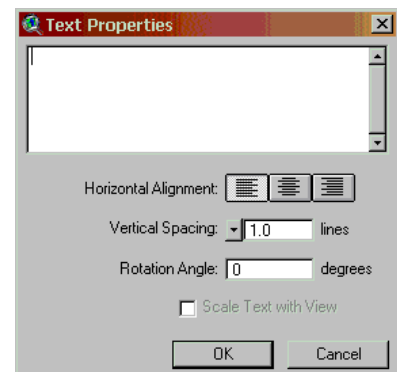 Text Properties
Horizontal Alignment:
Vertical Spacing: 1.0 lines
Rotation Angle: 0 degrees
Scale Text with View
OK Cancel